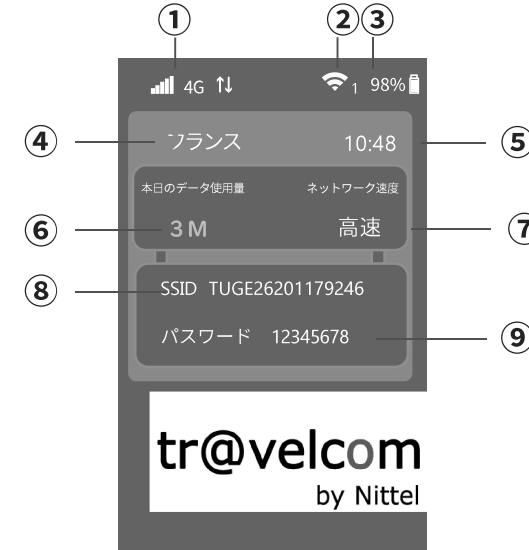 ① ② ③
4G 1 98%
④ フランス 10:48 ⑤
本日のデータ使用量 ネットワーク速度
⑥ 3M 高速 ⑦
⑧ SSID TUGE26201179246
パスワード 12345678 ⑨
tr@velcom
by Nittel